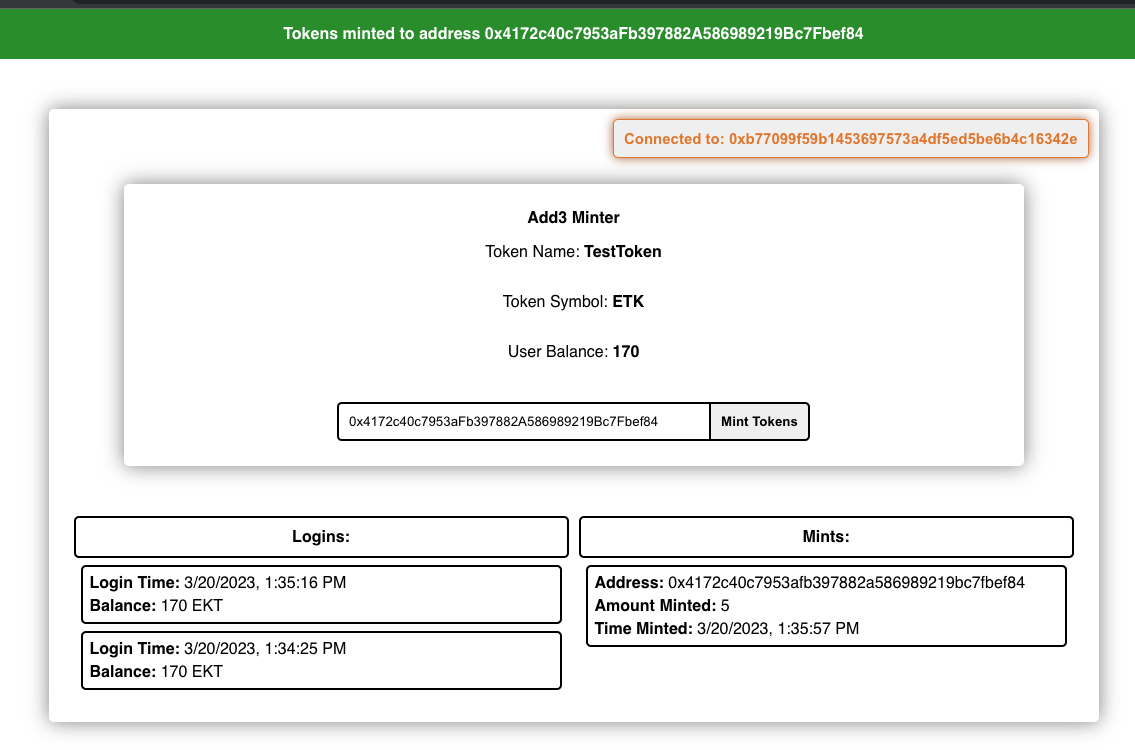 Tokens minted to address 0x4172c40c7953aFb397882A586989219Bc7Fbef84
Connected to: 0xb77099f59b1453697573a4df5ed5be6b4c16342e
Add3 Minter
Token Name: TestToken
Token Symbol: ETK
User Balance: 170
0x4172c40c7953aFb397882A586989219Bc7Fbef84 Mint Tokens
Logins:
Login Time: 3/20/2023, 1:35:16 PM
Balance: 170 EKT
Login Time: 3/20/2023, 1:34:25 PM
Balance: 170 EKT
Mints:
Address: 0x4172c40c7953afb397882a586989219bc7fbef84
Amount Minted: 5
Time Minted: 3/20/2023, 1:35:57 PM